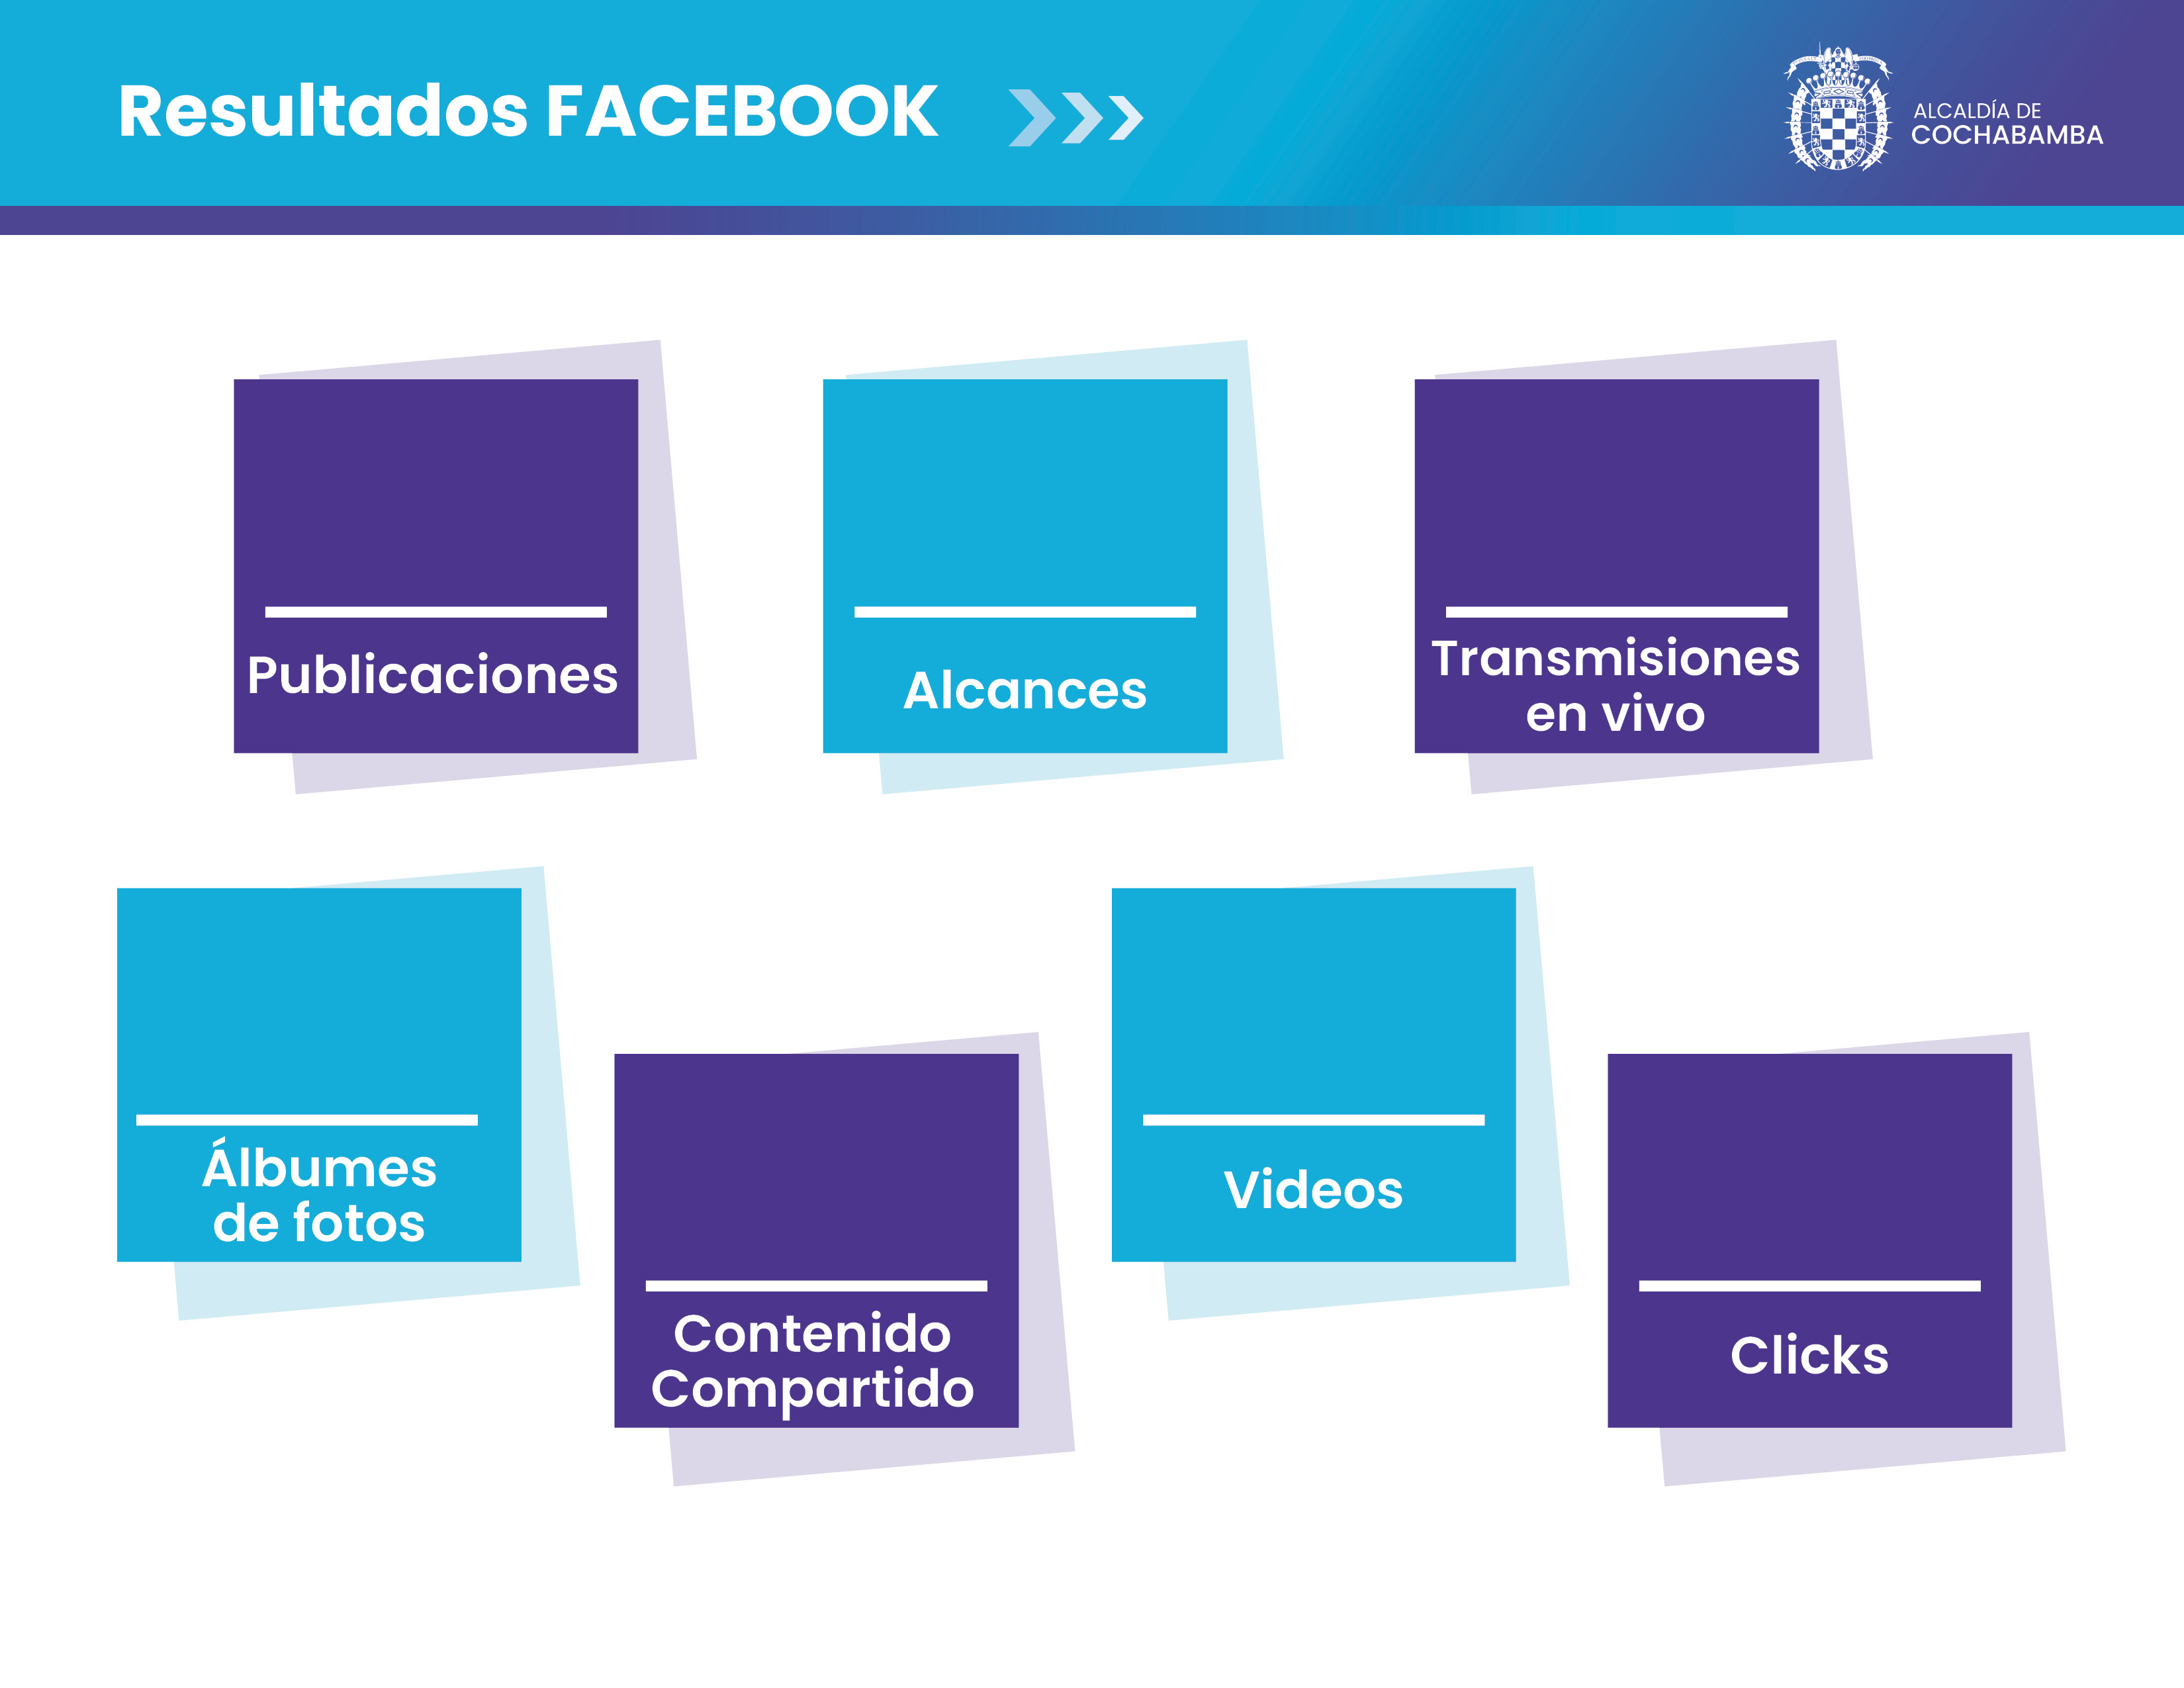 Resultados FACEBOOK
ALCALDÍA DE
COCHABAMBA
Publicaciones
Alcances
Transmisiones
en vivo
Álbumes
de fotos
Contenido
Compartido
Videos
Clicks